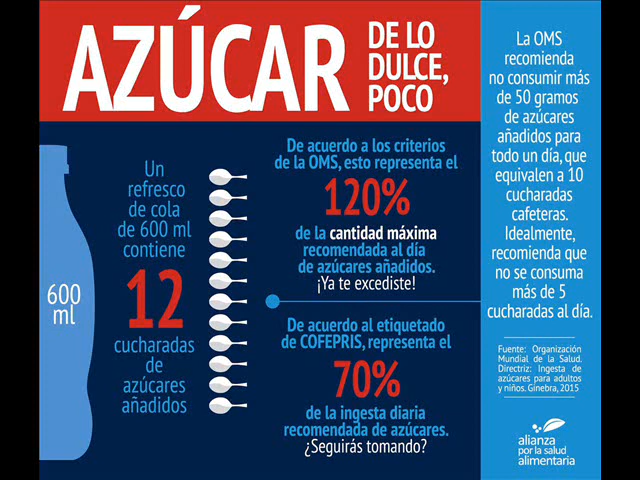 AZÚCAR
DE LO
DULCE,
POCO
Un
refresco
de cola
de 600 ml
contiene
12
cucharadas
de
azúcares
añadidos
600
ml
De acuerdo a los criterios
de la OMS, esto representa el
120%
de la cantidad máxima
recomendada al día
de azúcares añadidos.
¡Ya te excediste!
De acuerdo al etiquetado
de COFEPRIS, representa el
70%
de la ingesta diaria
recomendada de azúcares.
¿Seguirás tomando?
La OMS
recomienda
no consumir más
de 50 gramos
de azúcares
añadidos para
todo un día, que
equivalen a 10
cucharadas
cafeteras.
Idealmente,
recomienda que
no se consuma
más de 5
cucharadas al día.
Fuente: Organización
Mundial de la Salud.
Directriz: Ingesta de
azúcares para adultos
y niños. Ginebra, 2015
alianza
por la salud
alimentaria